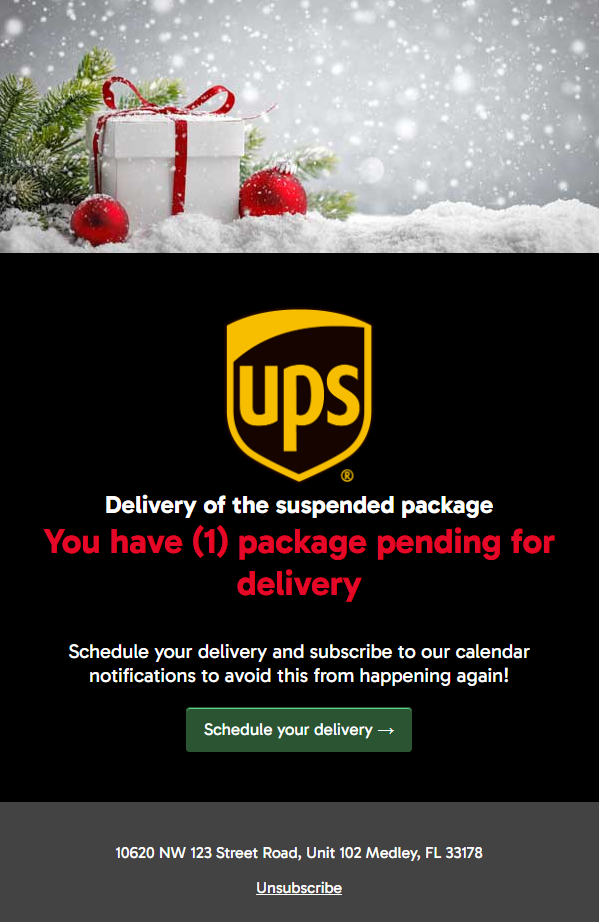 ups
®
Delivery of the suspended package
You have (1) package pending for
delivery
Schedule your delivery and subscribe to our calendar
notifications to avoid this from happening again!
Schedule your delivery →
10620 NW 123 Street Road, Unit 102 Medley, FL 33178
Unsubscribe